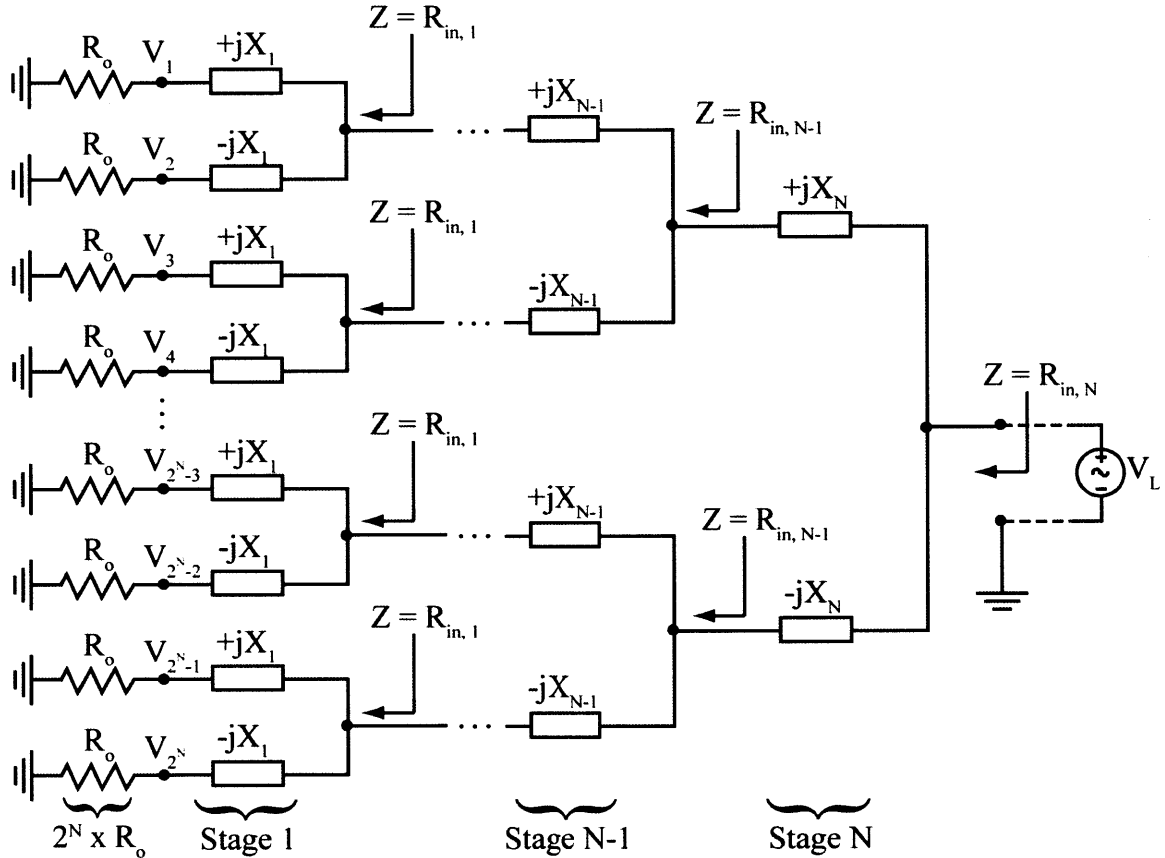 Z = R_in, 1
R_o V_1 +jX_1
+jX_N-1
R_o V_2 -jX_1
Z = R_in, N-1
Z = R_in, 1
+jX_N
R_o V_3 +jX_1
-jX_N-1
R_o V_4 -jX_1
⋮ Z = R_in, N
Z = R_in, 1
R_o V_2^N-3 +jX_1
V_L
+jX_N-1
Z = R_in, N-1
R_o V_2^N-2 -jX_1
-jX_N
Z = R_in, 1
R_o V_2^N-1 +jX_1
-jX_N-1
R_o V_2^N -jX_1
2^N x R_o Stage 1 Stage N-1 Stage N